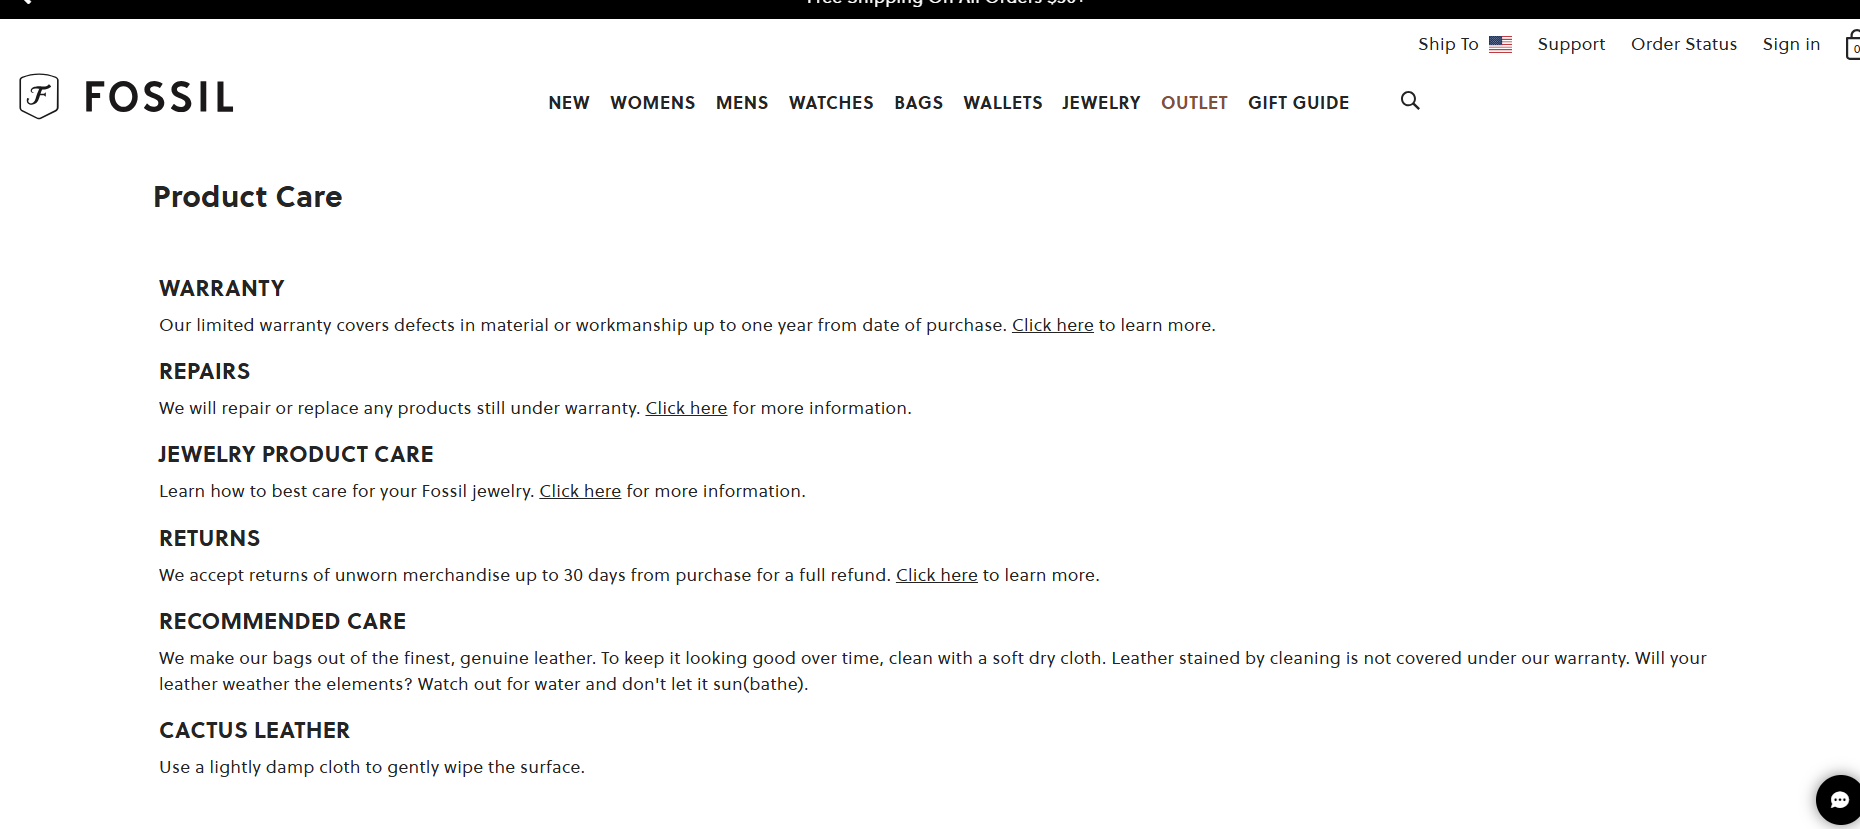 Free Shipping On All Orders $50+
Ship To Support Order Status Sign in 0
F FOSSIL
NEW WOMENS MENS WATCHES BAGS WALLETS JEWELRY OUTLET GIFT GUIDE
Product Care
WARRANTY
Our limited warranty covers defects in material or workmanship up to one year from date of purchase. Click here to learn more.
REPAIRS
We will repair or replace any products still under warranty. Click here for more information.
JEWELRY PRODUCT CARE
Learn how to best care for your Fossil jewelry. Click here for more information.
RETURNS
We accept returns of unworn merchandise up to 30 days from purchase for a full refund. Click here to learn more.
RECOMMENDED CARE
We make our bags out of the finest, genuine leather. To keep it looking good over time, clean with a soft dry cloth. Leather stained by cleaning is not covered under our warranty. Will your
leather weather the elements? Watch out for water and don't let it sun(bathe).
CACTUS LEATHER
Use a lightly damp cloth to gently wipe the surface.